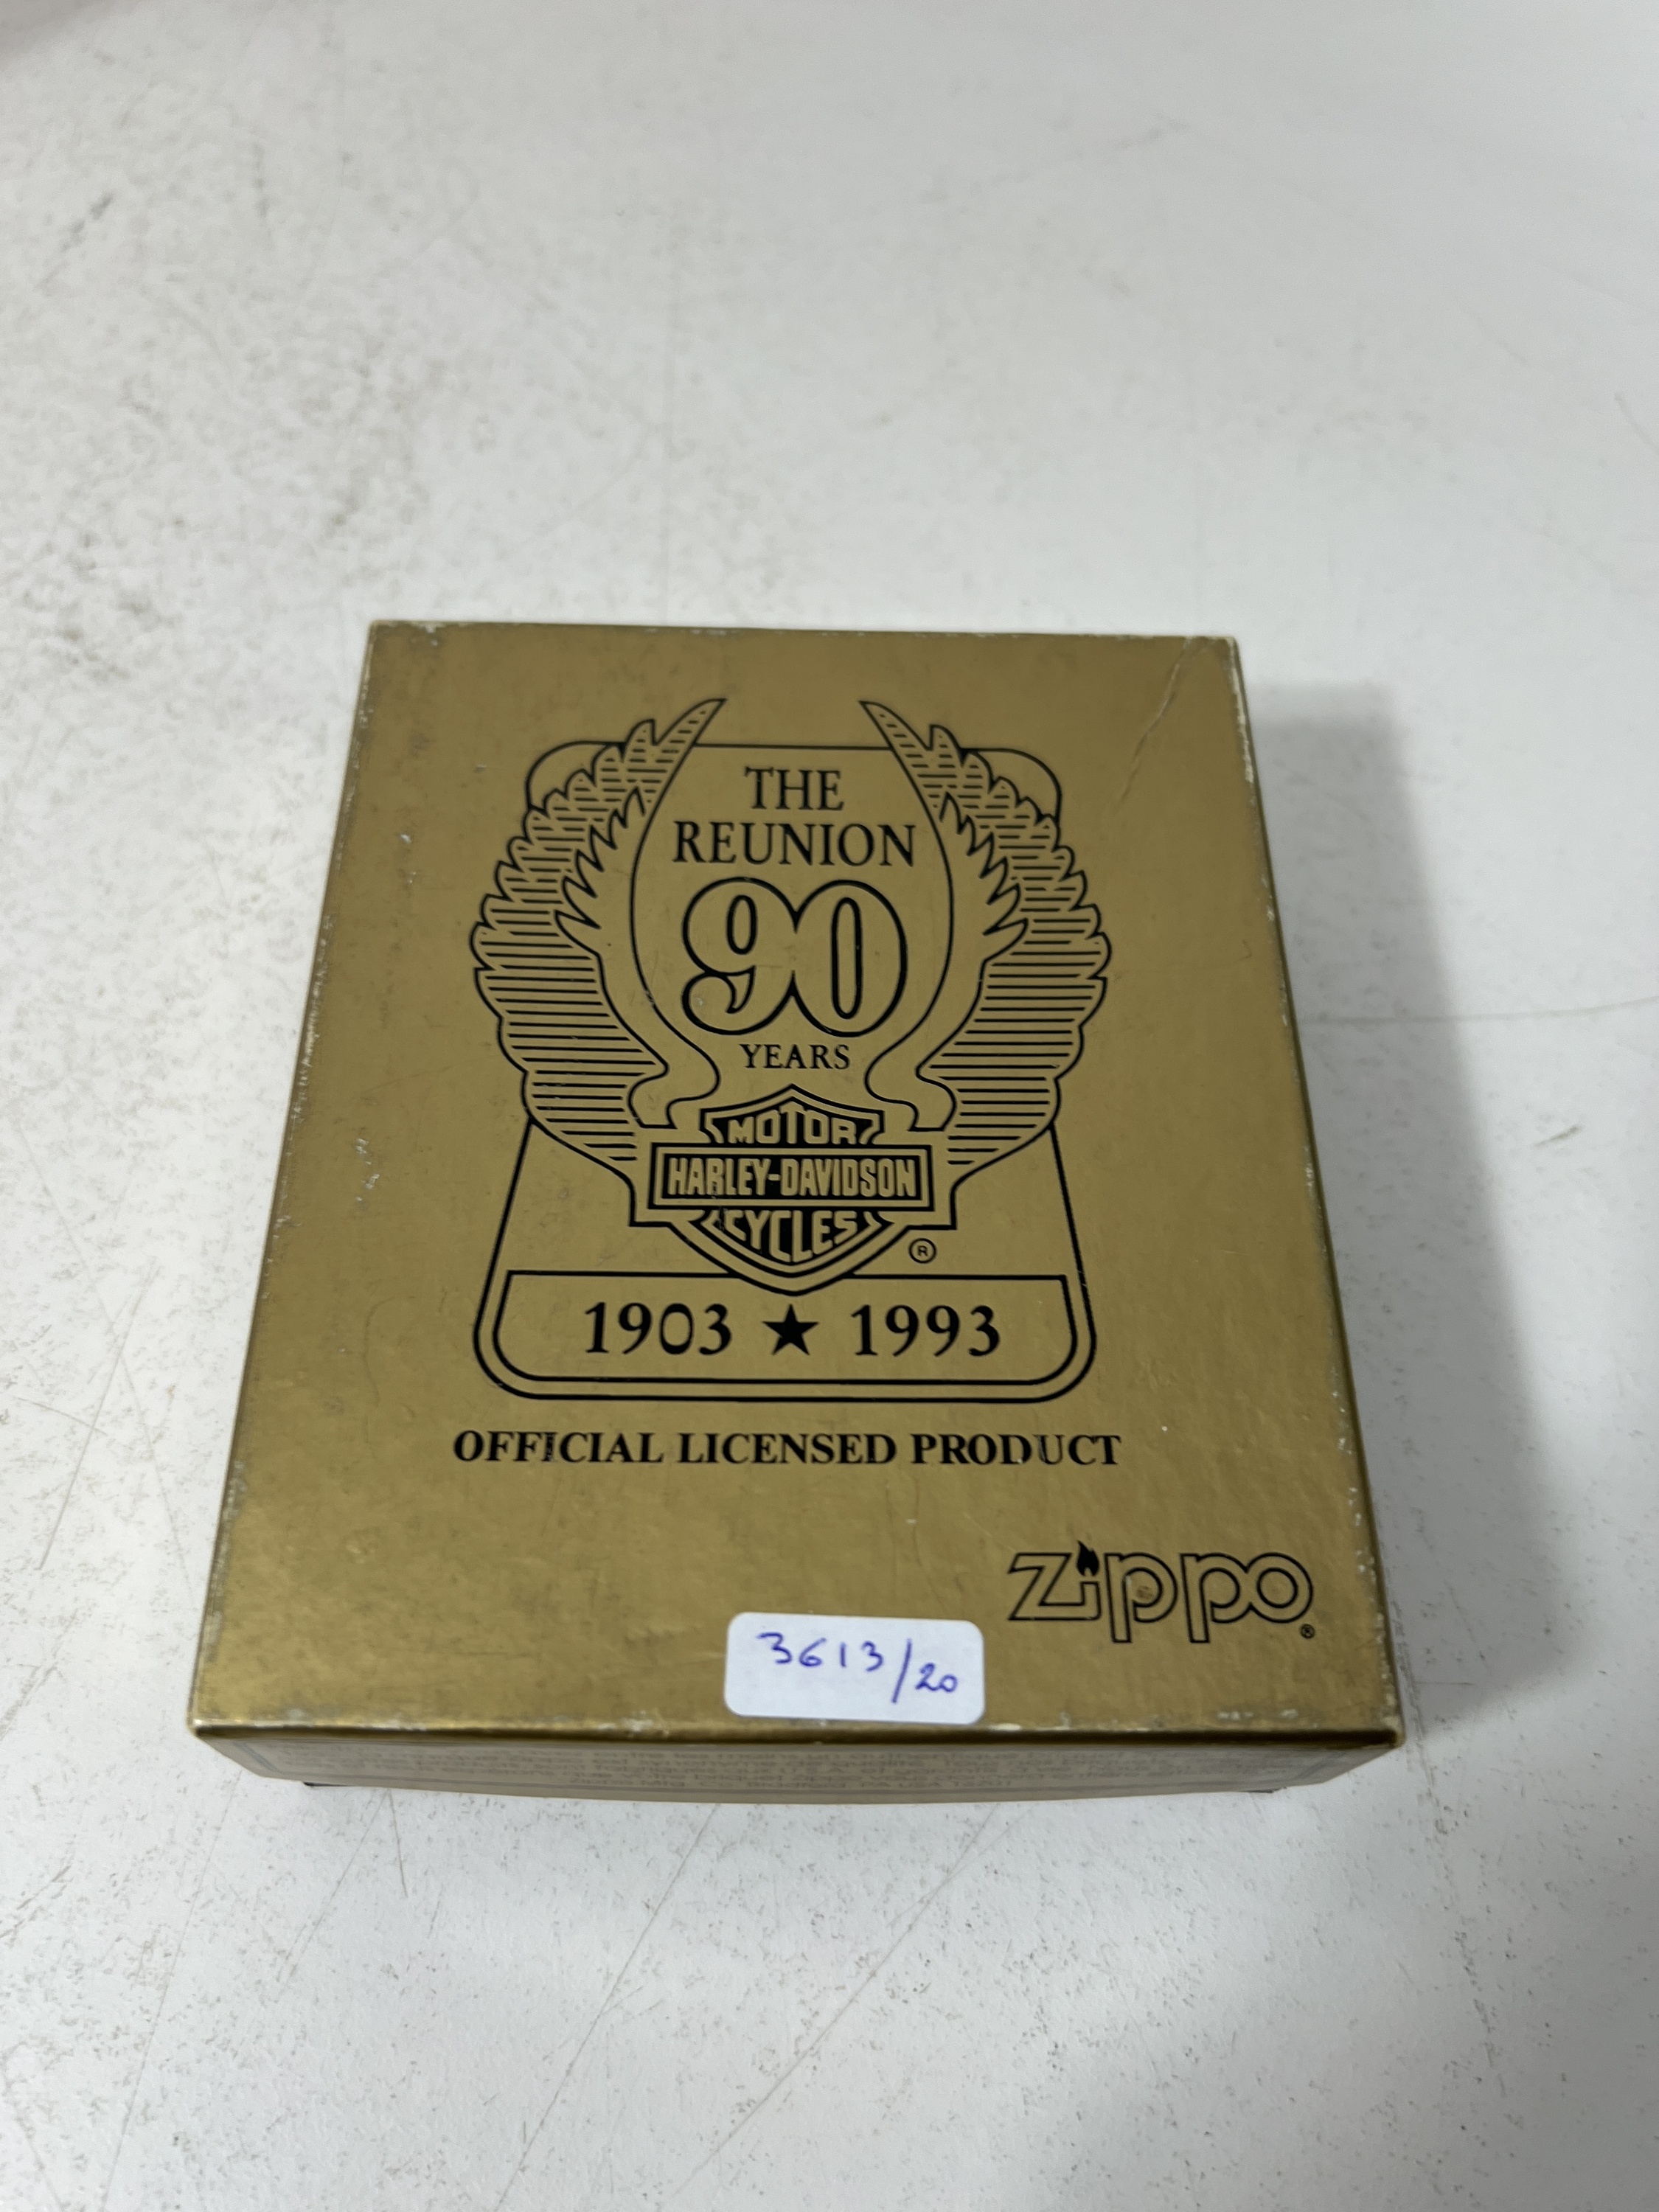 THE
REUNION
90
YEARS
MOTOR
HARLEY-DAVIDSON
CYCLES
®
1903 ★ 1993
OFFICIAL LICENSED PRODUCT
zippo®
3613/20